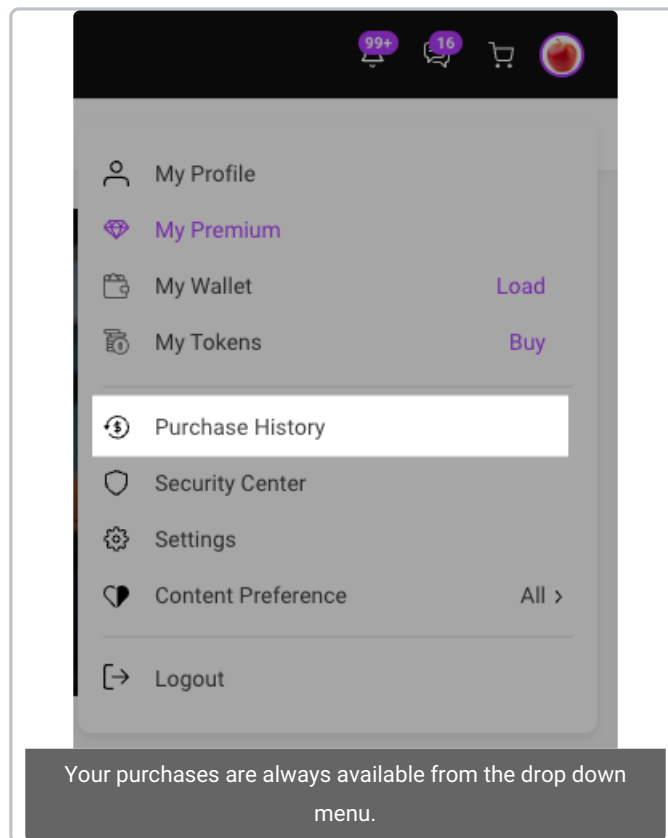 99+ 16
My Profile
My Premium
My Wallet Load
My Tokens Buy
Purchase History
Security Center
Settings
Content Preference All >
Logout
Your purchases are always available from the drop down
menu.